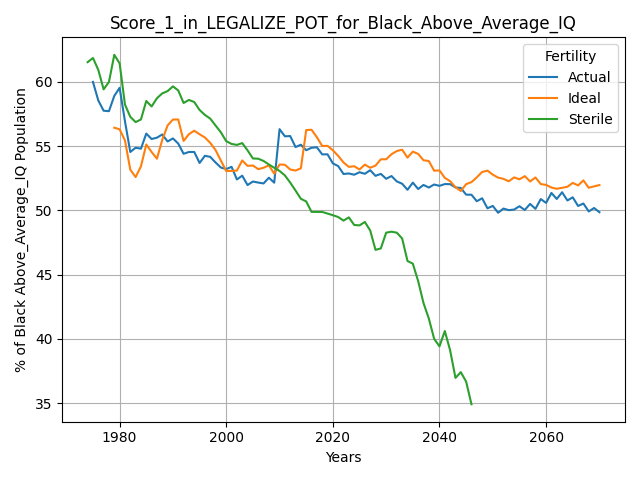 Score_1_in_LEGALIZE_POT_for_Black_Above_Average_IQ
% of Black Above_Average_IQ Population
60
55
50
45
40
35
Fertility
Actual
Ideal
Sterile
1980 2000 2020 2040 2060
Years